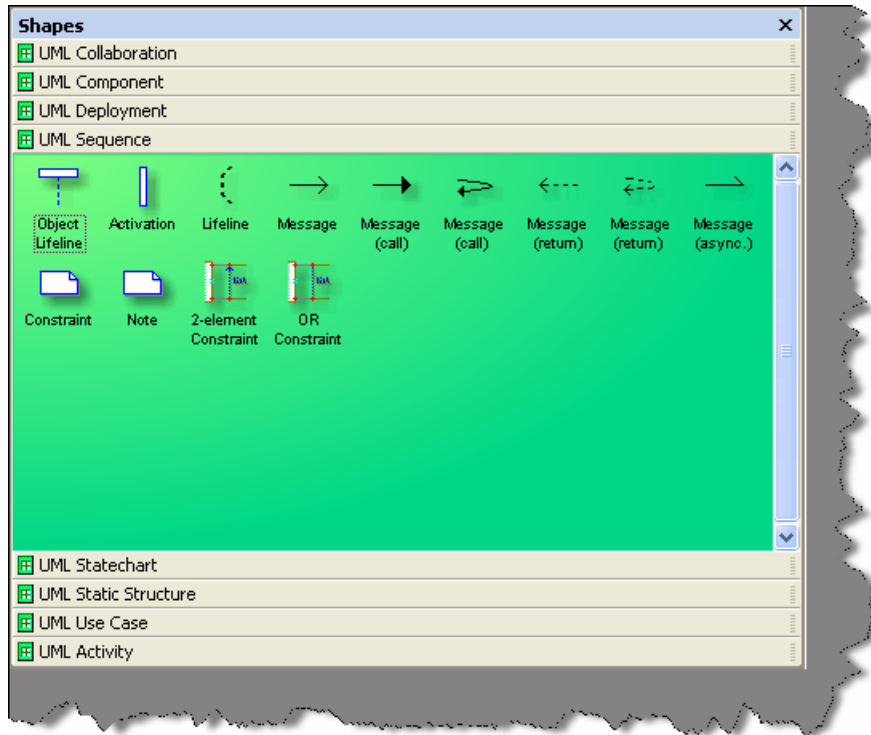 Shapes
UML Collaboration
UML Component
UML Deployment
UML Sequence
Object Lifeline
Activation
Lifeline
Message
Message (call)
Message (call)
Message (return)
Message (return)
Message (async.)
Constraint
Note
2-element Constraint
OR Constraint
UML Statechart
UML Static Structure
UML Use Case
UML Activity